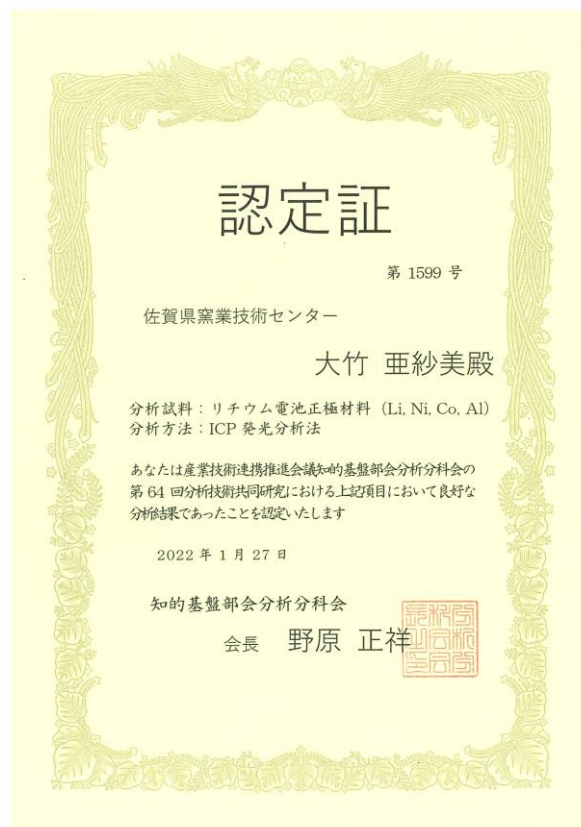 認定証
第 1599 号
佐賀県窯業技術センター
大竹 亜紗美殿
分析試料：リチウム電池正極材料 (Li, Ni, Co, Al)
分析方法：ICP 発光分析法
あなたは産業技術連携推進会議知的基盤部会分析分科会の
第 64 回分析技術共同研究における上記項目において良好な
分析結果であったことを認定いたします
2022 年 1 月 27 日
知的基盤部会分析分科会
会長 野原 正祥